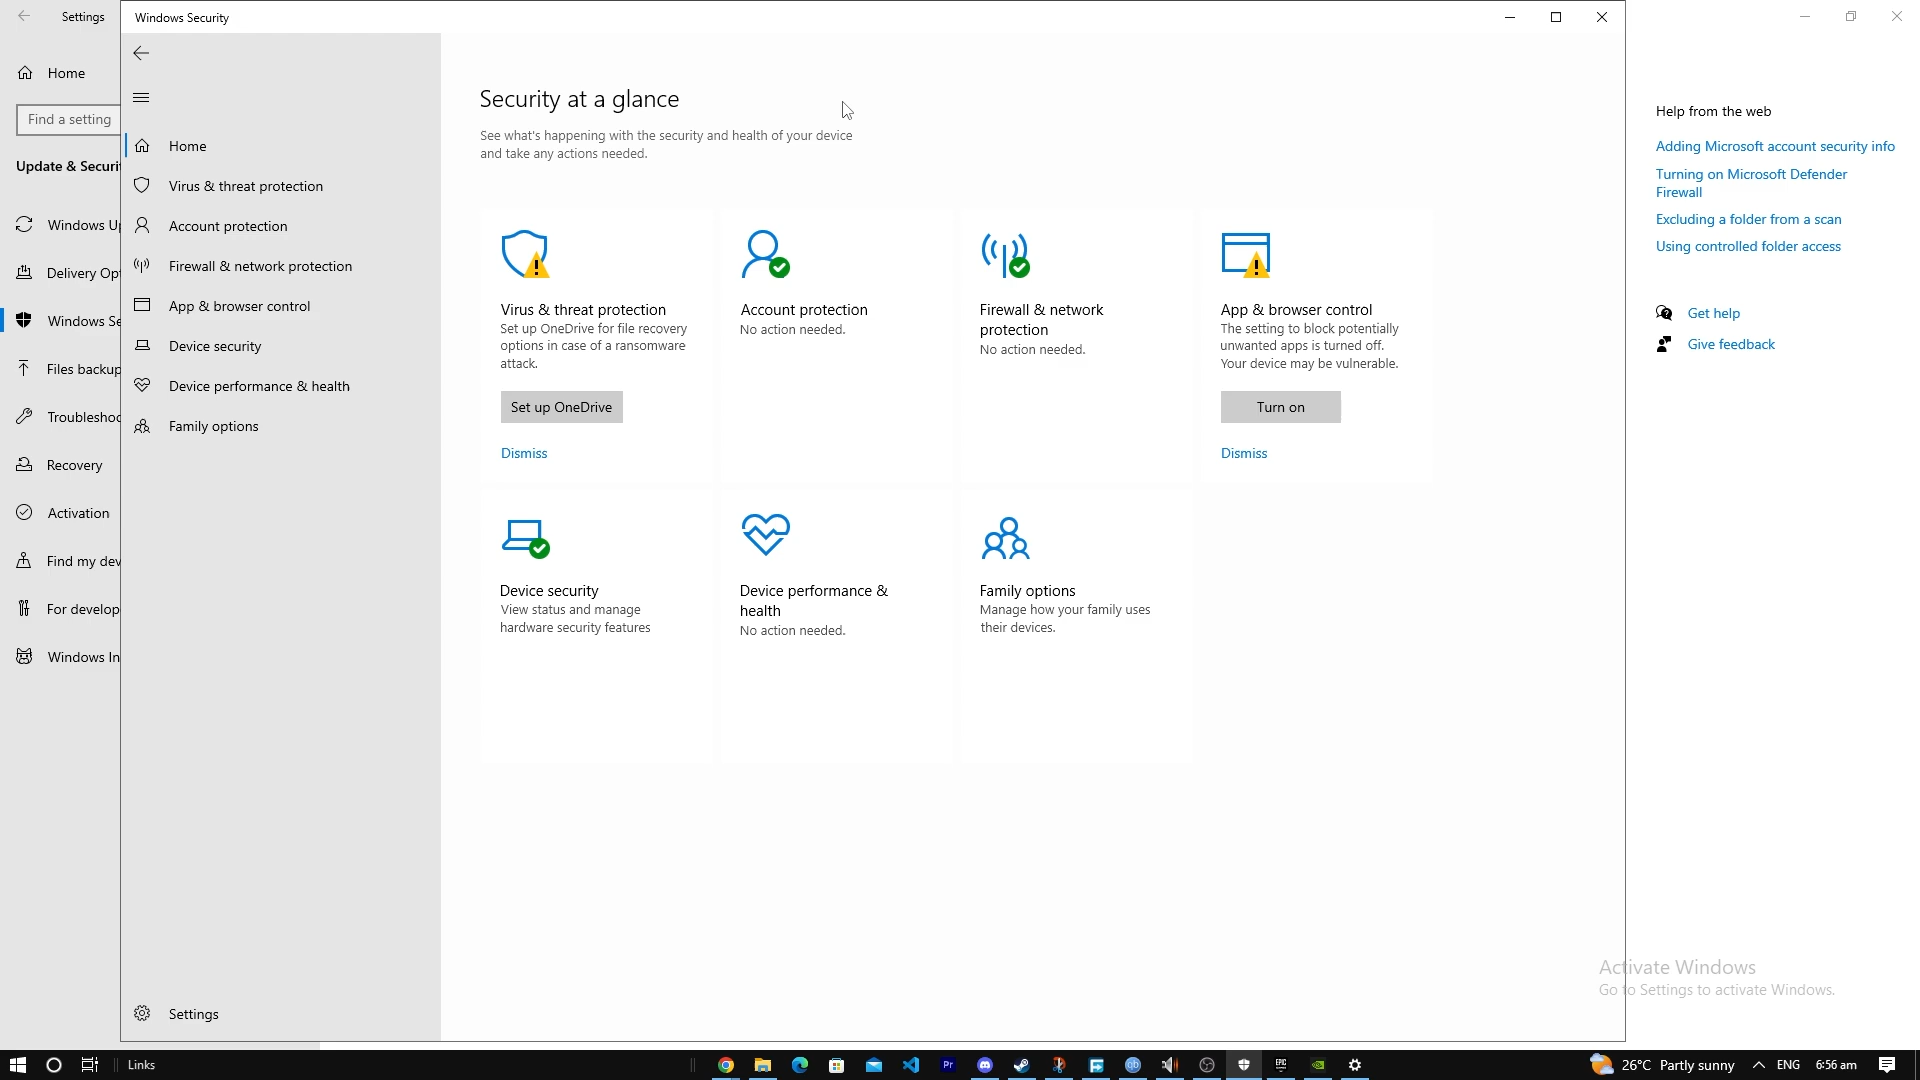 Settings
Home
Find a setting
Update & Securit
Windows Up
Delivery Opt
Windows Se
Files backup
Troubleshoo
Recovery
Activation
Find my dev
For develop
Windows In
Windows Security
Home
Virus & threat protection
Account protection
Firewall & network protection
App & browser control
Device security
Device performance & health
Family options
Settings
Security at a glance
See what's happening with the security and health of your device
and take any actions needed.
Virus & threat protection
Set up OneDrive for file recovery
options in case of a ransomware
attack.
Set up OneDrive
Dismiss
Account protection
No action needed.
Firewall & network
protection
No action needed.
App & browser control
The setting to block potentially
unwanted apps is turned off.
Your device may be vulnerable.
Turn on
Dismiss
Device security
View status and manage
hardware security features
Device performance &
health
No action needed.
Family options
Manage how your family uses
their devices.
Help from the web
Adding Microsoft account security info
Turning on Microsoft Defender
Firewall
Excluding a folder from a scan
Using controlled folder access
Get help
Give feedback
Activate Windows
Go to Settings to activate Windows.
Links
Pr
qb
EPIC
26°C Partly sunny
ENG
6:56 am